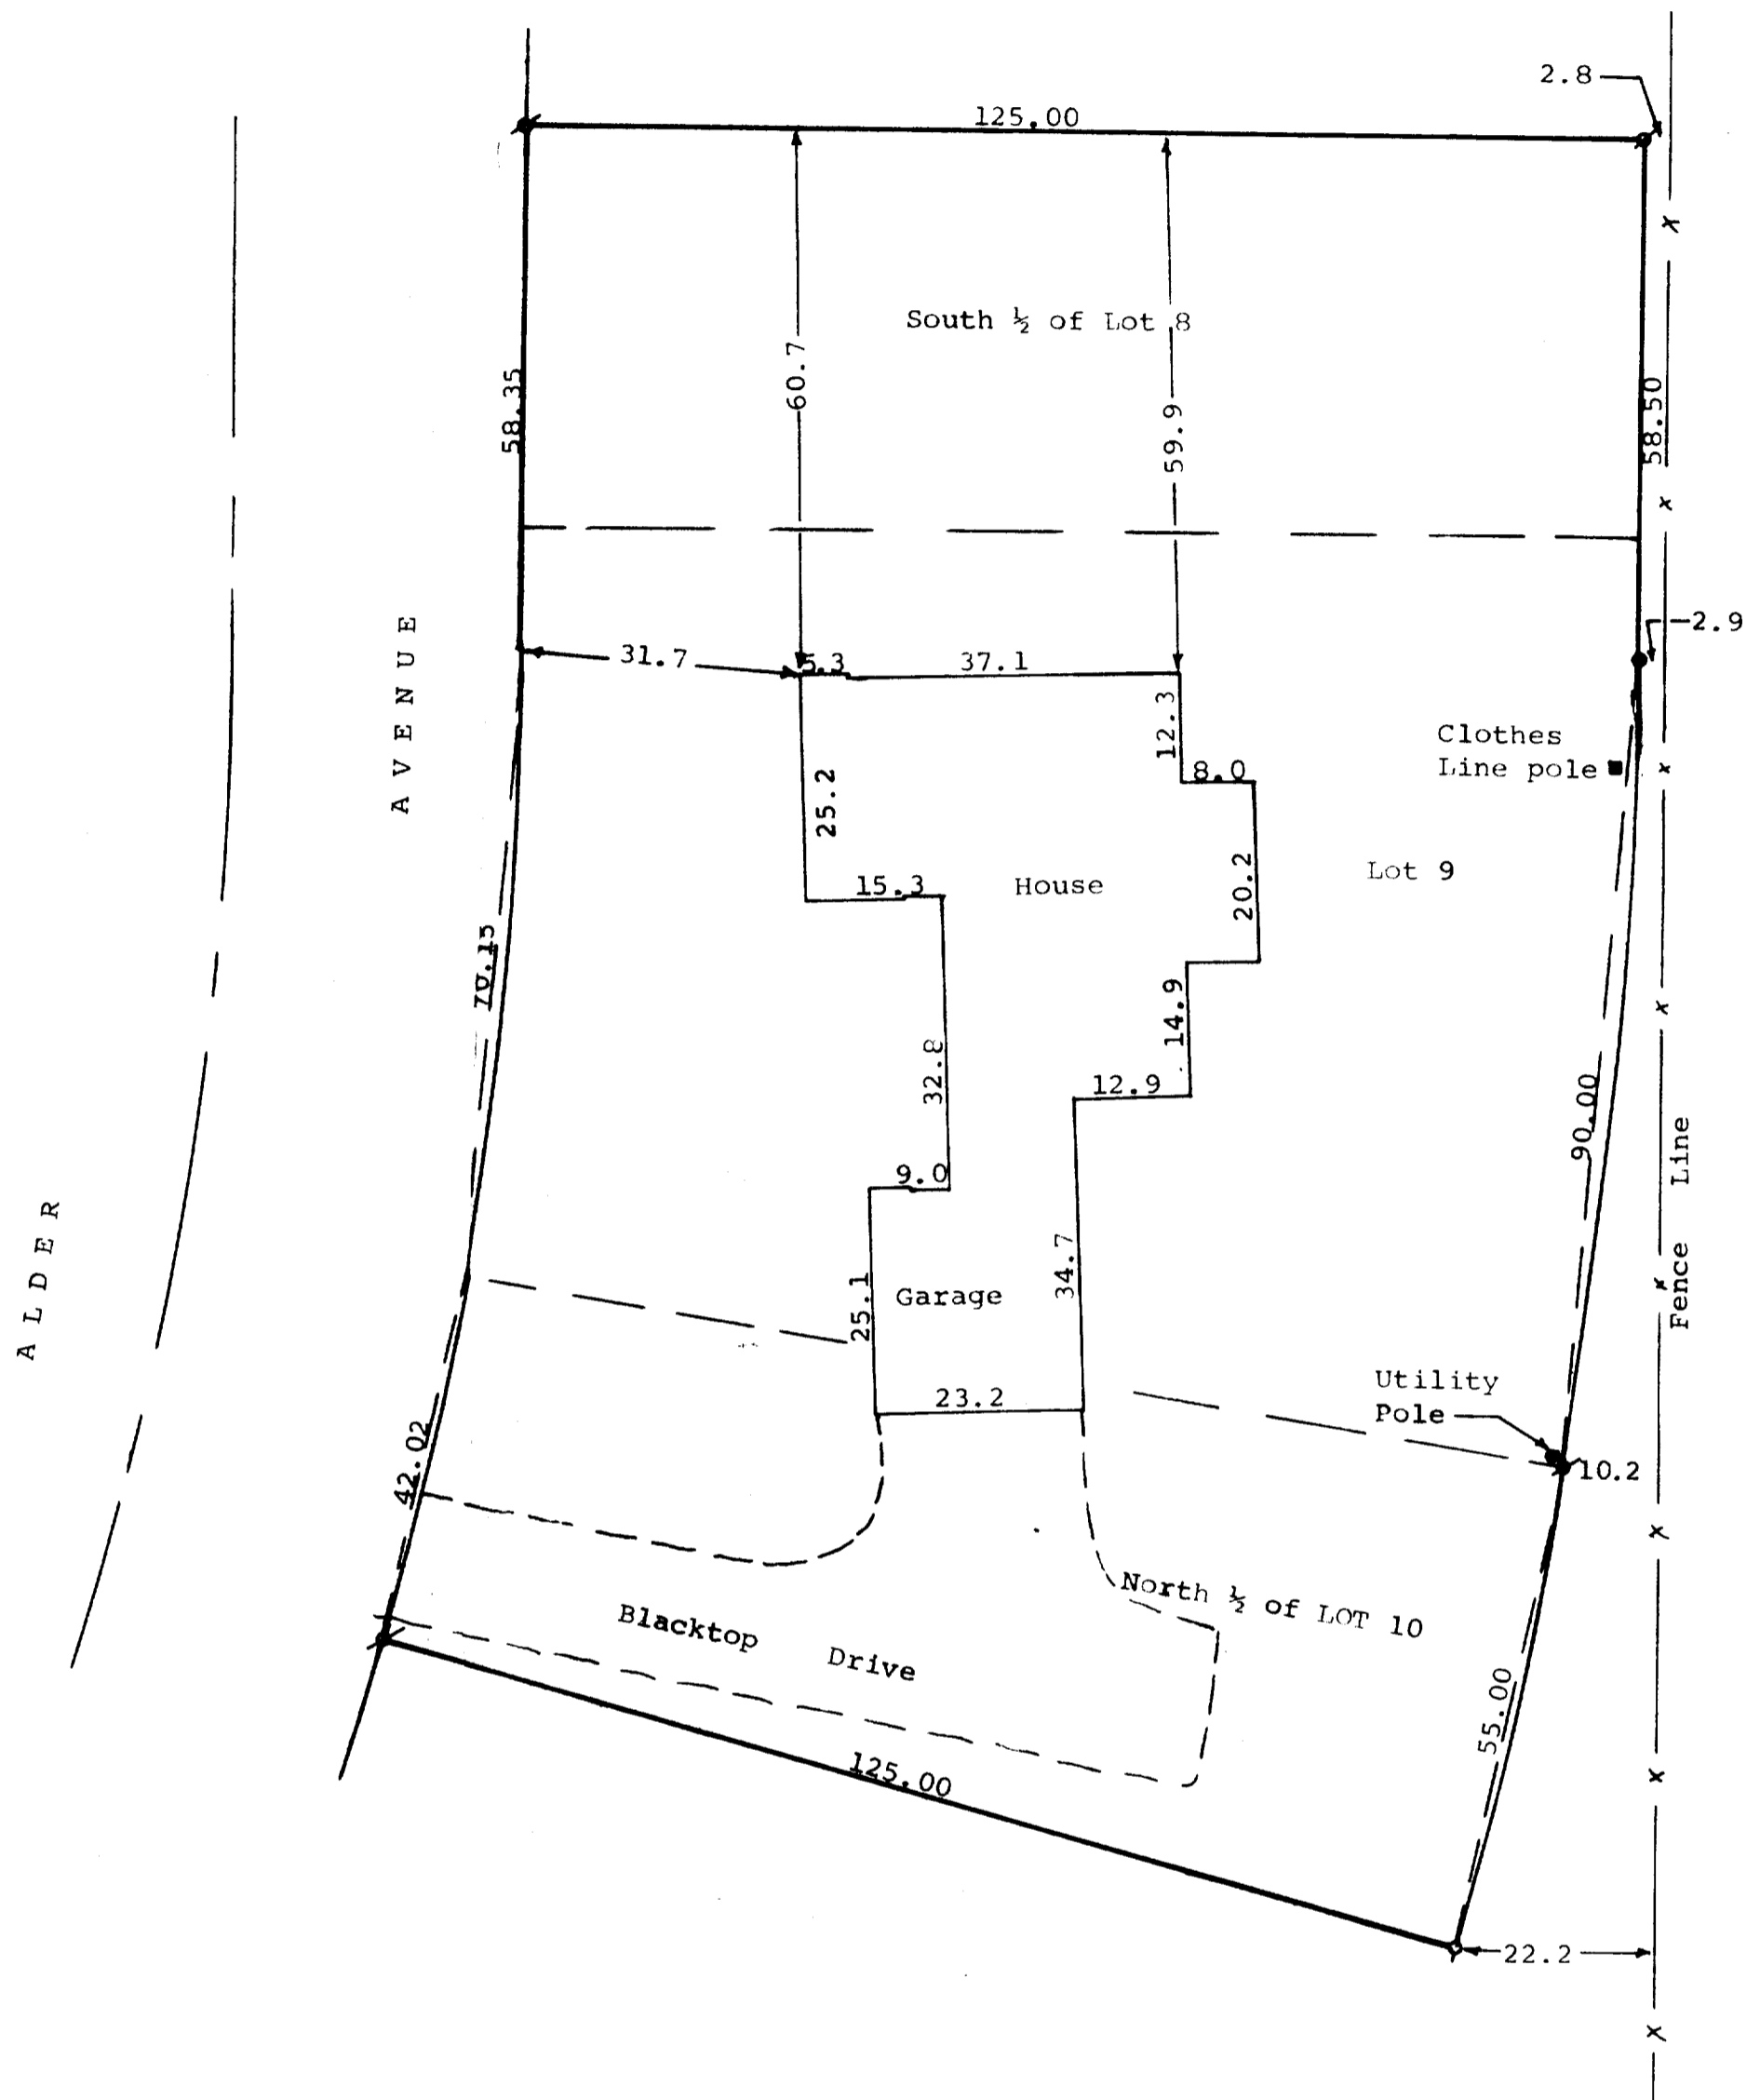 2.8
125.00
South ½ of Lot 8
60.7
59.9
58.35
58.50
AVENUE
2.9
31.7
5.3
37.1
12.3
Clothes
Line pole
8.0
25.2
20.2
Lot 9
15.3
House
70.15
14.9
32.8
12.9
90.00
9.0
Fence Line
ALDER
34.7
25.1
Garage
Utility
Pole
23.2
10.2
42.02
North ½ of LOT 10
Blacktop Drive
55.00
125.00
22.2